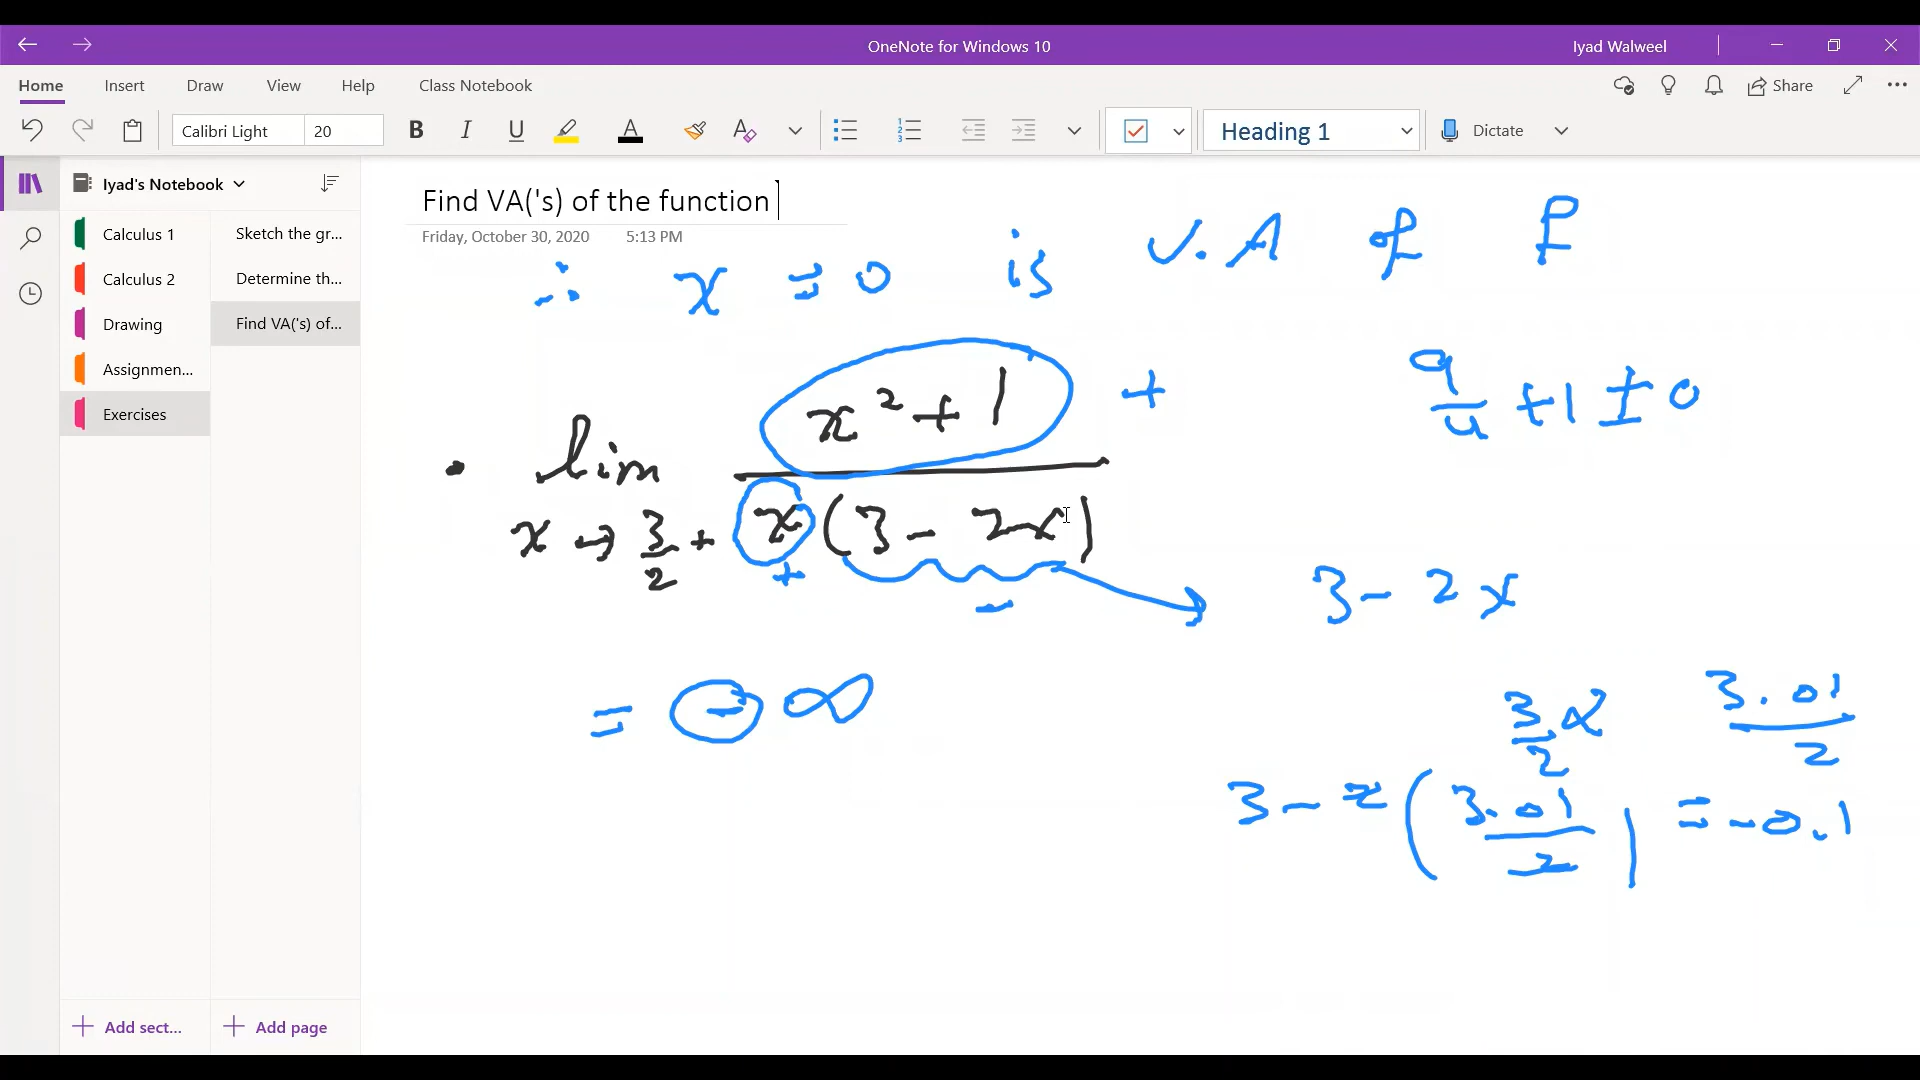 OneNote for Windows 10
Iyad Walweel
Home Insert Draw View Help Class Notebook
Share
Calibri Light 20
B I U A A
Heading 1
Dictate
Iyad's Notebook
Calculus 1
Calculus 2
Drawing
Assignmen...
Exercises
Sketch the gr...
Determine th...
Find VA('s) of...
Add sect...
Add page
Find VA('s) of the function
Friday, October 30, 2020 5:13 PM
∴ x = 0 is V.A of f
• lim x→3/2+ (x² + 1) / (x (3 - 2x))
+
+
-
9/4 + 1 ≠ 0
3 - 2x
= - ∞
3/2 < 3.01/2
3 - 2 (3.01/2) = -0.1